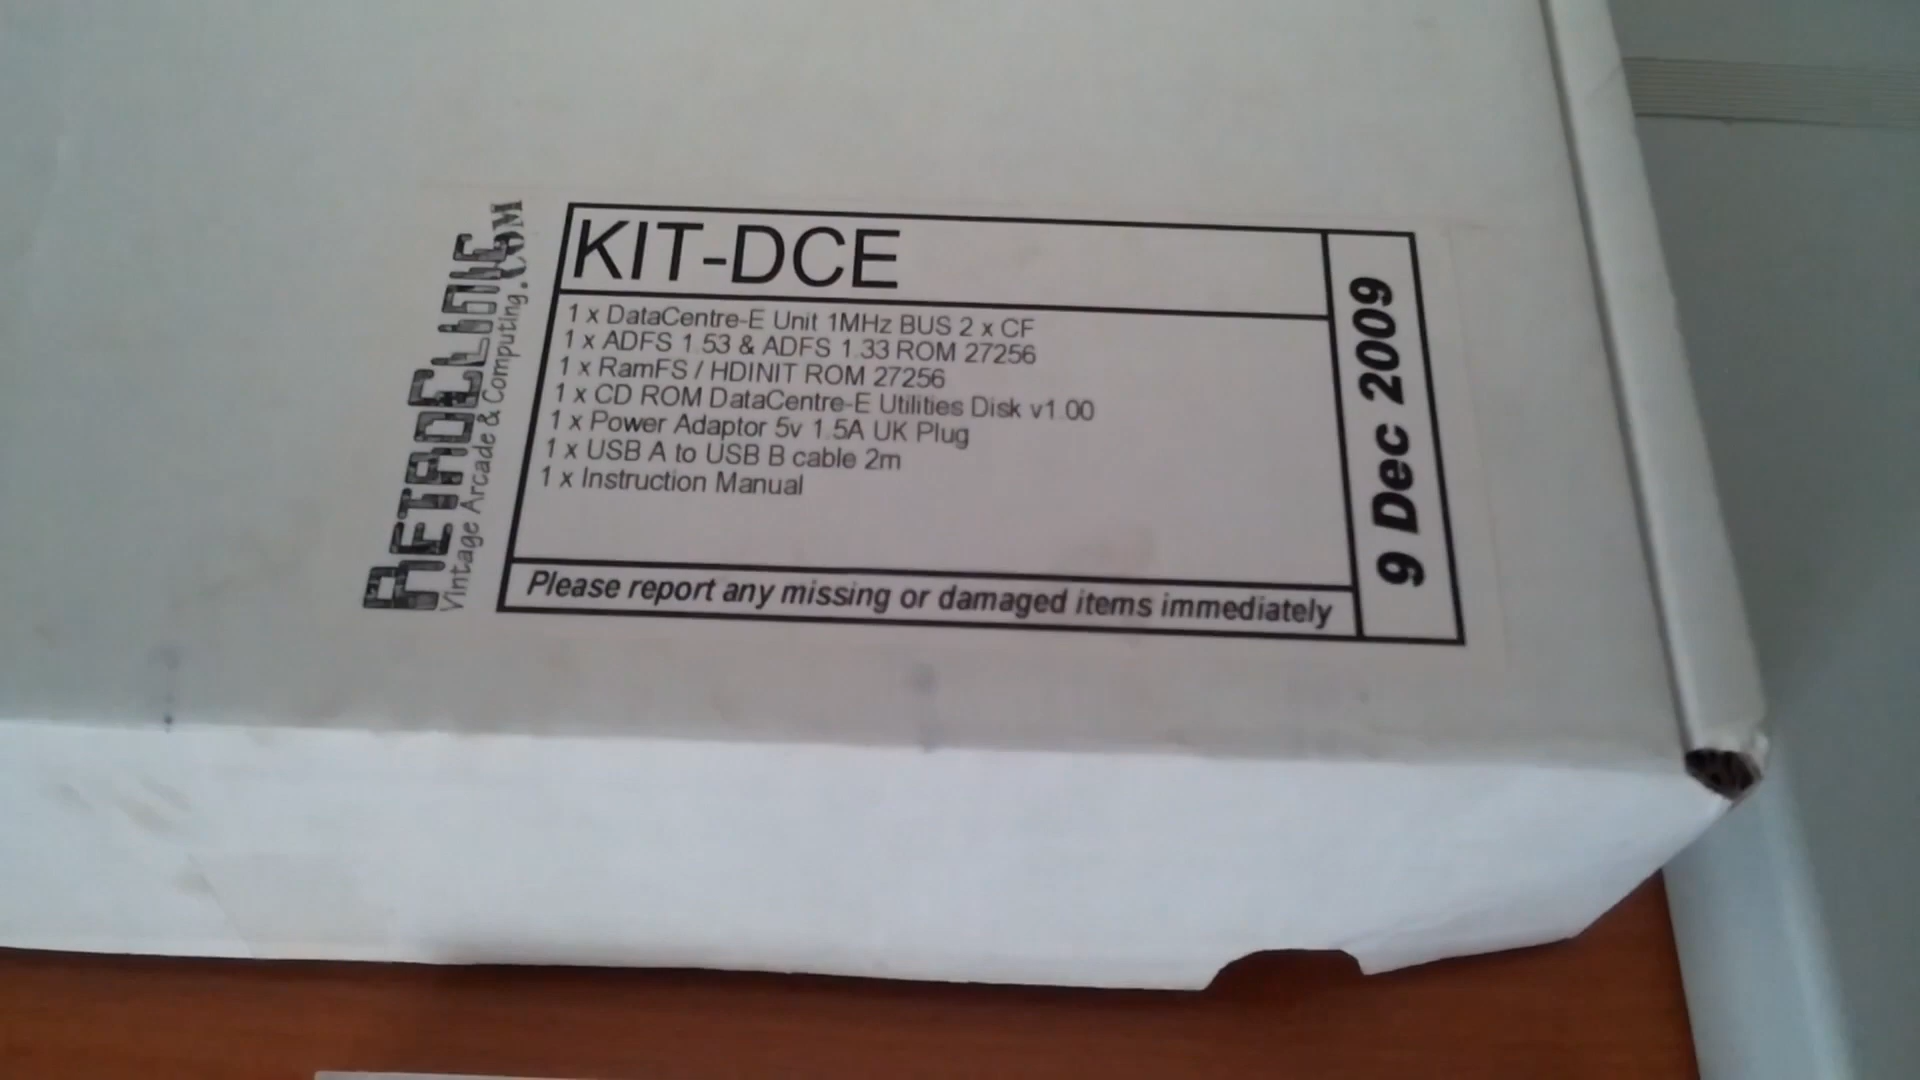 RETROCLINIC.COM
Vintage Arcade & Computing
KIT-DCE
1 x DataCentre-E Unit 1MHz BUS 2 x CF
1 x ADFS 1.53 & ADFS 1.33 ROM 27256
1 x RamFS / HDINIT ROM 27256
1 x CD ROM DataCentre-E Utilities Disk v1.00
1 x Power Adaptor 5v 1.5A UK Plug
1 x USB A to USB B cable 2m
1 x Instruction Manual
Please report any missing or damaged items immediately
9 Dec 2009